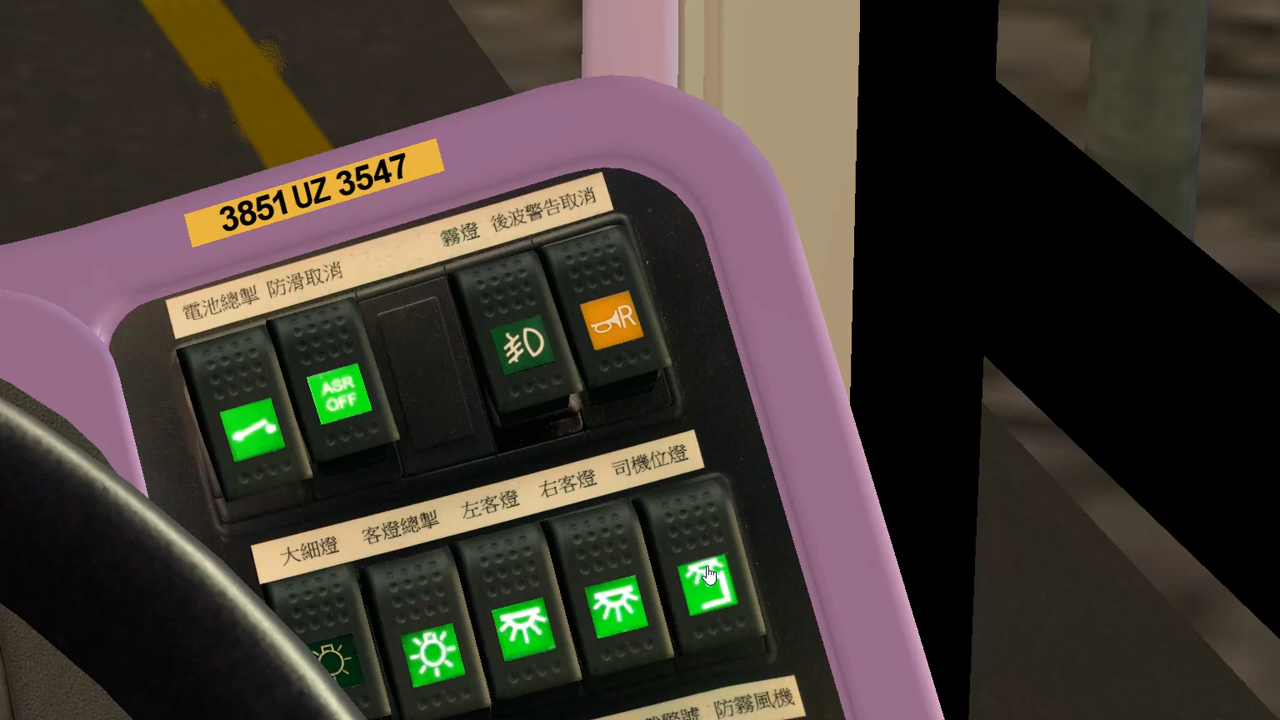 3851 UZ 3547
電池總掣 防滑取消 霧燈 後波警告取消
ASR
OFF
R
大細燈 客燈總掣 左客燈 右客燈 司機位燈
防霧風機